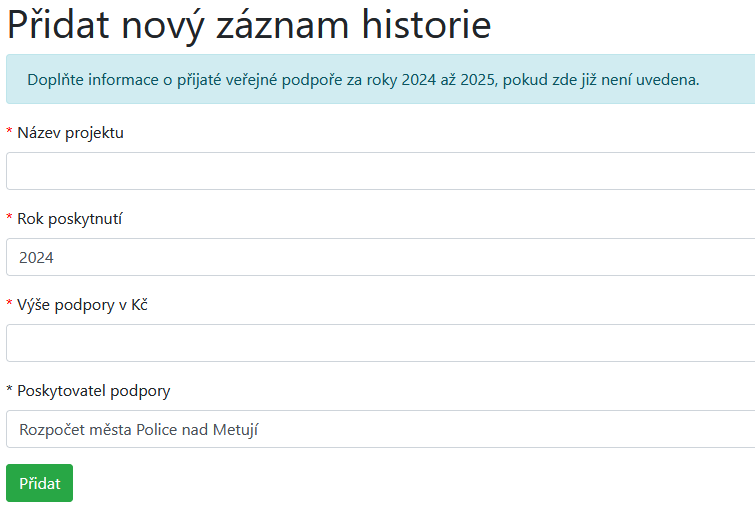 Přidat nový záznam historie
Doplňte informace o přijaté veřejné podpoře za roky 2024 až 2025, pokud zde již není uvedena.
* Název projektu
* Rok poskytnutí
2024
* Výše podpory v Kč
* Poskytovatel podpory
Rozpočet města Police nad Metují
Přidat